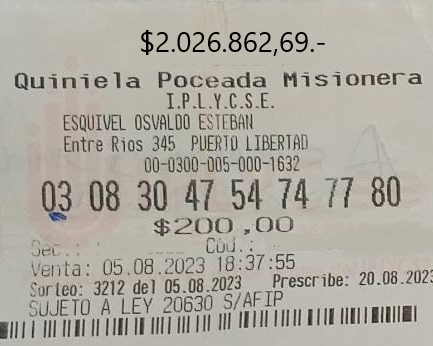 $2.026.862,69.-
Quiniela Poceada Misionera
I.P.L.Y.C.S.E.
ESQUIVEL OSVALDO ESTEBAN
Entre Rios 345 PUERTO LIBERTAD
00-0300-005-000-1632
03 08 30 47 54 74 77 80
$200,00
Sec.: Cod.:
Venta: 05.08.2023 18:37:55
Sorteo: 3212 del 05.08.2023 Prescribe: 20.08.2023
SUJETO A LEY 20630 S/AFIP